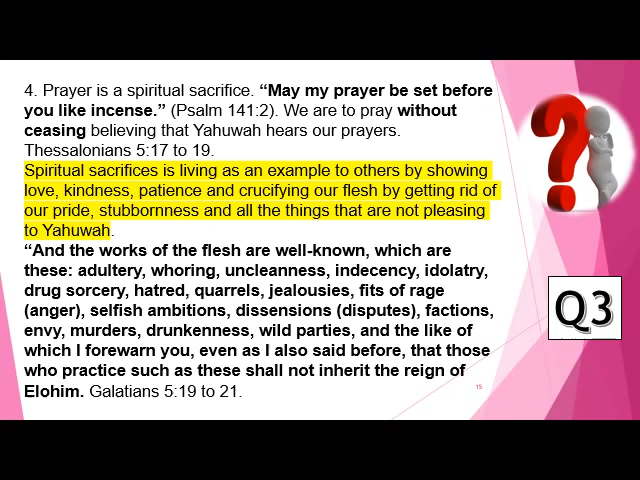 4. Prayer is a spiritual sacrifice. “May my prayer be set before
you like incense.” (Psalm 141:2). We are to pray without
ceasing believing that Yahuwah hears our prayers.
Thessalonians 5:17 to 19.
Spiritual sacrifices is living as an example to others by showing
love, kindness, patience and crucifying our flesh by getting rid of
our pride, stubbornness and all the things that are not pleasing
to Yahuwah.
“And the works of the flesh are well-known, which are
these: adultery, whoring, uncleanness, indecency, idolatry,
drug sorcery, hatred, quarrels, jealousies, fits of rage
(anger), selfish ambitions, dissensions (disputes), factions,
envy, murders, drunkenness, wild parties, and the like of
which I forewarn you, even as I also said before, that those
who practice such as these shall not inherit the reign of
Elohim. Galatians 5:19 to 21.
?
Q3
15